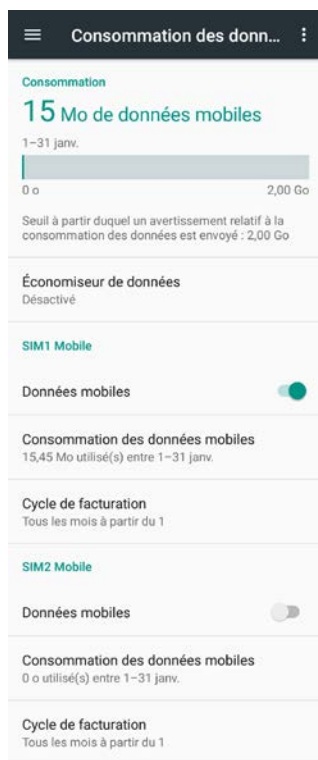 Consommation des donn...
Consommation
15 Mo de données mobiles
1–31 janv.
0 o 2,00 Go
Seuil à partir duquel un avertissement relatif à la
consommation des données est envoyé : 2,00 Go
Économiseur de données
Désactivé
SIM1 Mobile
Données mobiles
Consommation des données mobiles
15,45 Mo utilisé(s) entre 1–31 janv.
Cycle de facturation
Tous les mois à partir du 1
SIM2 Mobile
Données mobiles
Consommation des données mobiles
0 o utilisé(s) entre 1–31 janv.
Cycle de facturation
Tous les mois à partir du 1